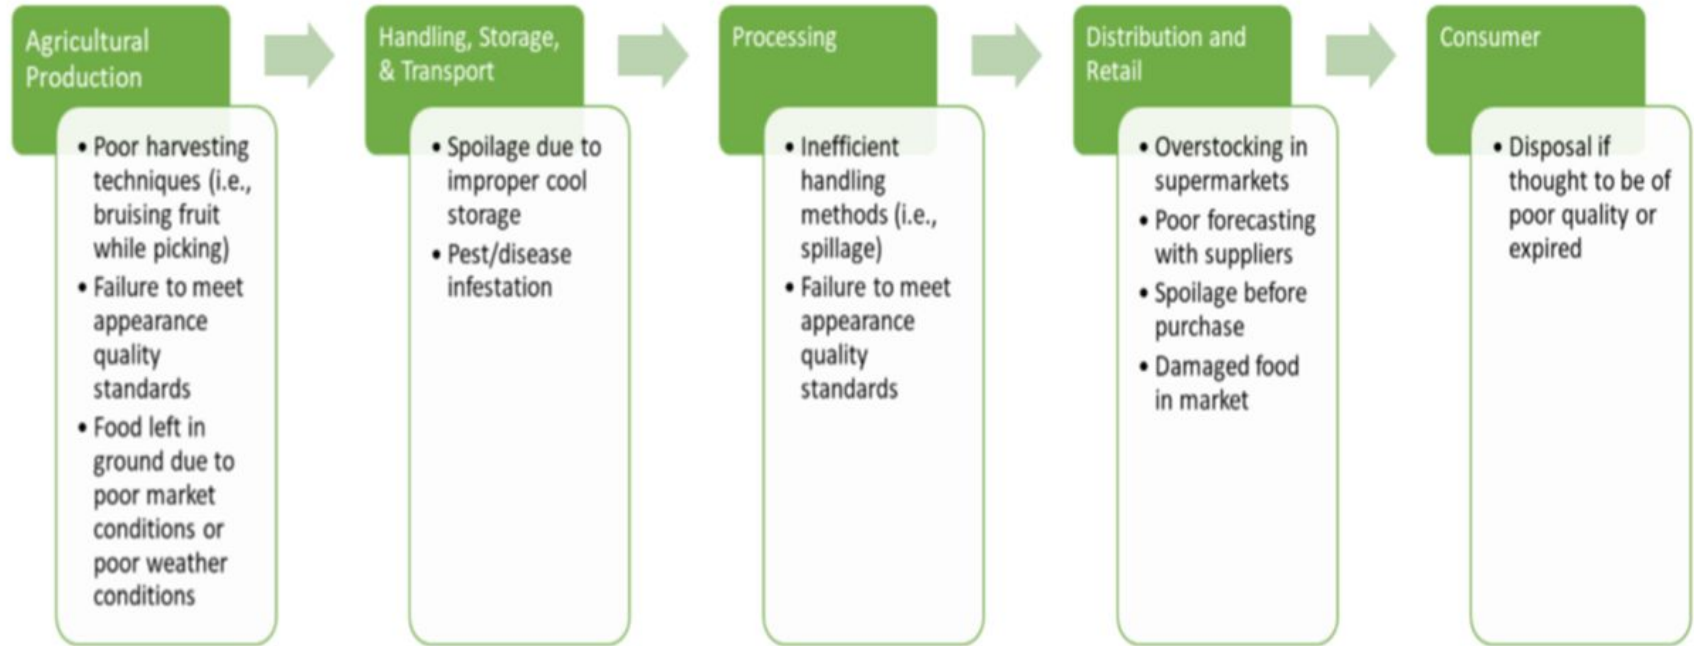 Agricultural
Production
• Poor harvesting
techniques (i.e.,
bruising fruit
while picking)
• Failure to meet
appearance
quality
standards
• Food left in
ground due to
poor market
conditions or
poor weather
conditions
Handling, Storage,
& Transport
• Spoilage due to
improper cool
storage
• Pest/disease
infestation
Processing
• Inefficient
handling
methods (i.e.,
spillage)
• Failure to meet
appearance
quality
standards
Distribution and
Retail
• Overstocking in
supermarkets
• Poor forecasting
with suppliers
• Spoilage before
purchase
• Damaged food
in market
Consumer
• Disposal if
thought to be of
poor quality or
expired